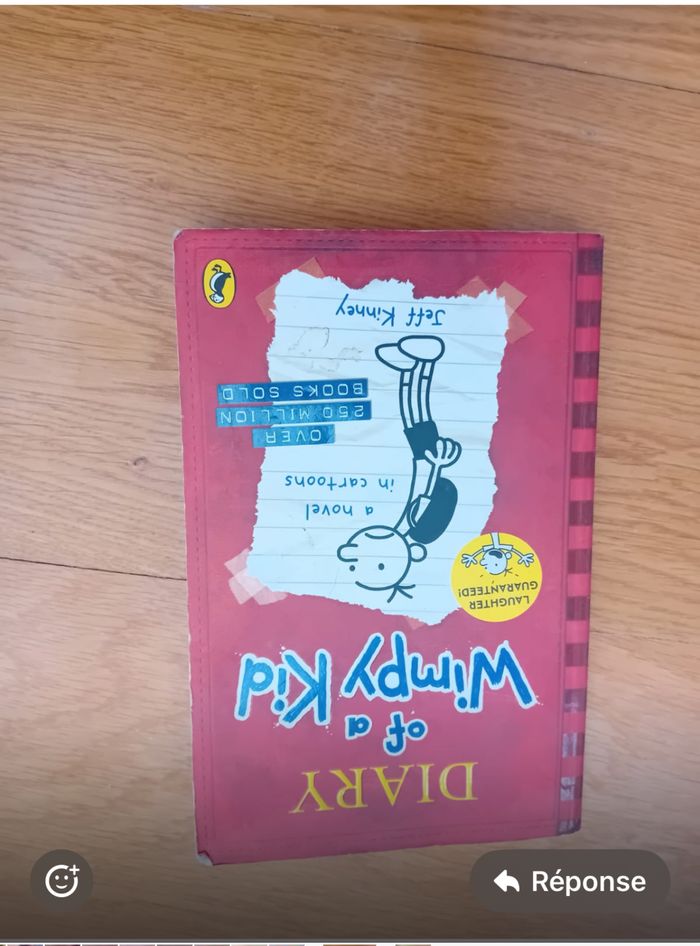 DIARY
of a
Wimpy Kid
LAUGHTER
GUARANTEED!
a novel
in cartoons
OVER
250 MILLION
BOOKS SOLD
Jeff Kinney
Réponse